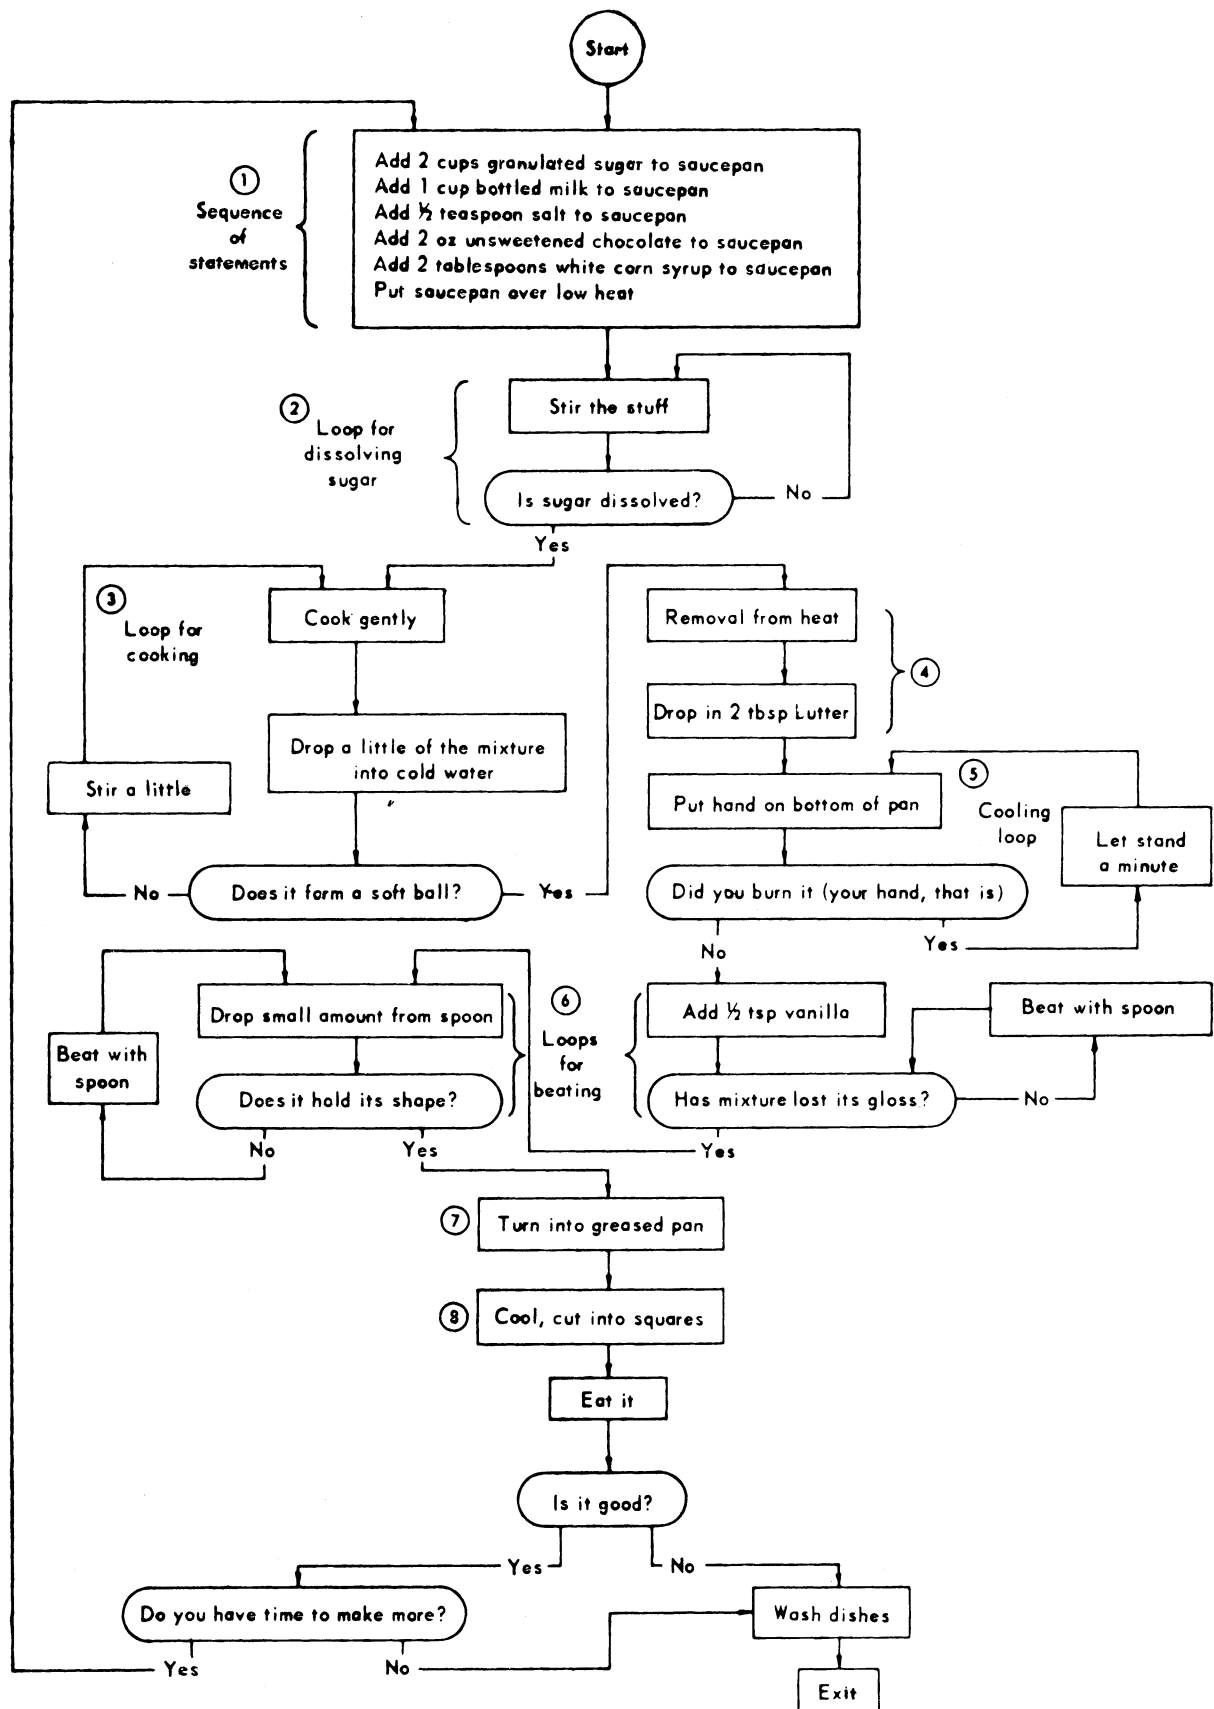 Start
1
Sequence
of
statements
Add 2 cups granulated sugar to saucepan
Add 1 cup bottled milk to saucepan
Add ½ teaspoon salt to saucepan
Add 2 oz unsweetened chocolate to saucepan
Add 2 tablespoons white corn syrup to saucepan
Put saucepan over low heat
2
Loop for
dissolving
sugar
Stir the stuff
Is sugar dissolved?
No
Yes
3
Loop for
cooking
Cook gently
Drop a little of the mixture
into cold water
Stir a little
Does it form a soft ball?
No
Yes
Removal from heat
Drop in 2 tbsp Lutter
4
Put hand on bottom of pan
5
Cooling
loop
Let stand
a minute
Did you burn it (your hand, that is)
No
Yes
Add ½ tsp vanilla
Beat with spoon
Has mixture lost its gloss?
No
Yes
6
Loops
for
beating
Drop small amount from spoon
Beat with
spoon
Does it hold its shape?
No
Yes
7
Turn into greased pan
8
Cool, cut into squares
Eat it
Is it good?
Yes
No
Do you have time to make more?
Yes
No
Wash dishes
Exit